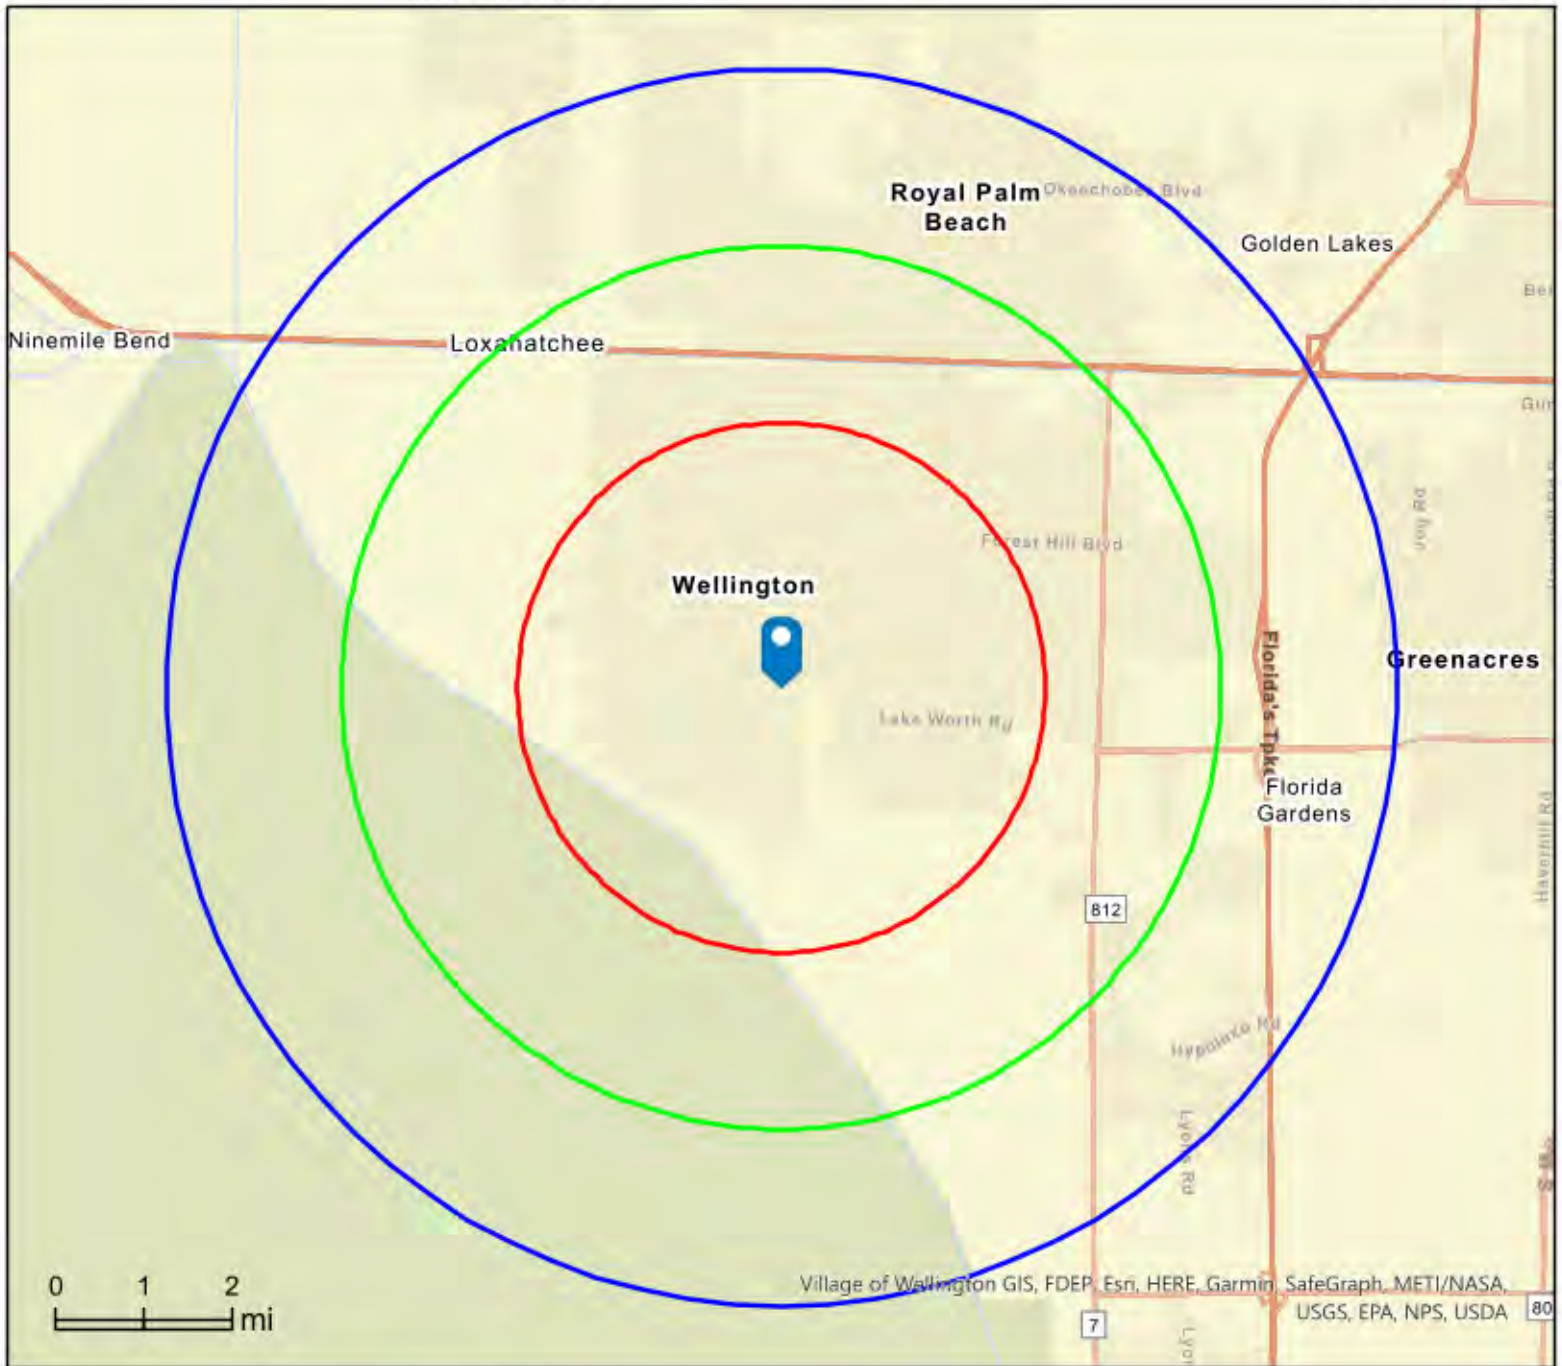 Royal Palm
Beach
Okeechobee Blvd
Golden Lakes
Ninemile Bend
Loxahatchee
Forest Hill Blvd
Wellington
Florida's Tpke
Greenacres
Lake Worth Rd
Florida
Gardens
Haverhill Rd
812
Hypoluxo Rd
Lyons Rd
0 1 2
mi
Village of Wellington GIS, FDEP, Esri, HERE, Garmin, SafeGraph, METI/NASA,
USGS, EPA, NPS, USDA
7
80